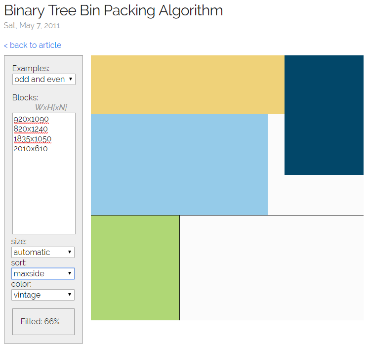 Binary Tree Bin Packing Algorithm
Sat, May 7, 2011
< back to article
Examples:
odd and even
Blocks:
WxH[xN]
920x1090
820x1240
1835x1050
2010x610
size:
automatic
sort:
maxside
color:
vintage
Filled: 66%